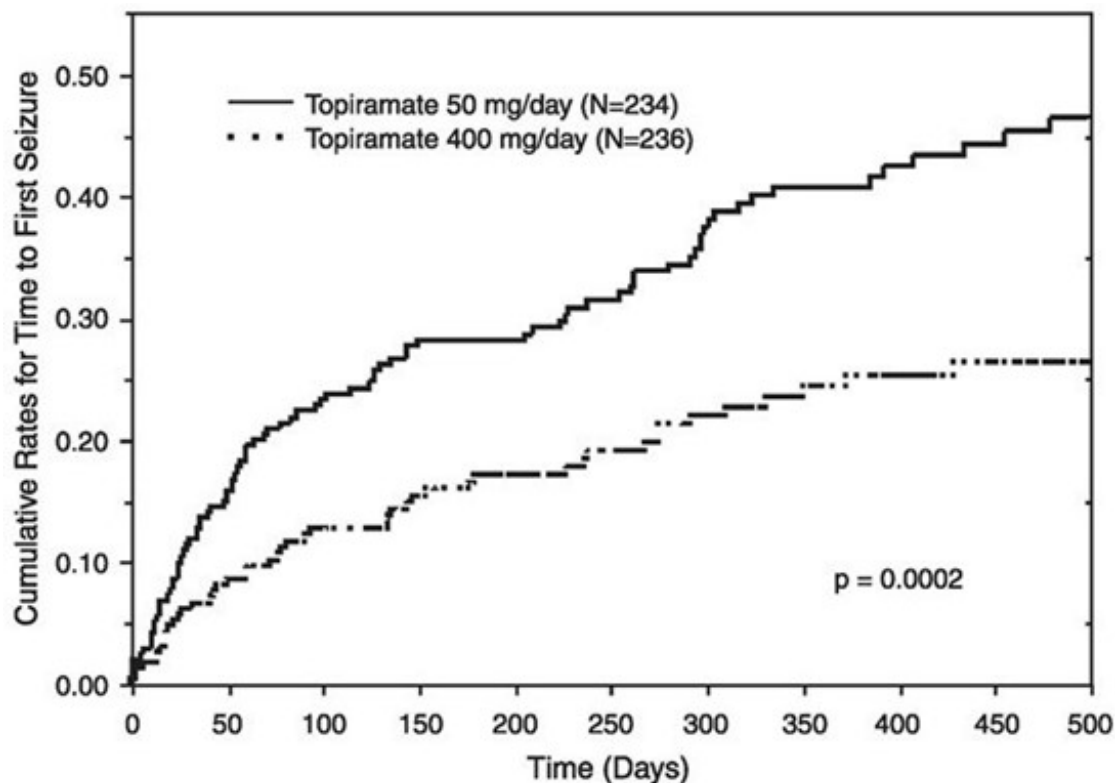 Cumulative Rates for Time to First Seizure
0.50
0.40
0.30
0.20
0.10
0.00
Topiramate 50 mg/day (N=234)
Topiramate 400 mg/day (N=236)
p = 0.0002
0 50 100 150 200 250 300 350 400 450 500
Time (Days)